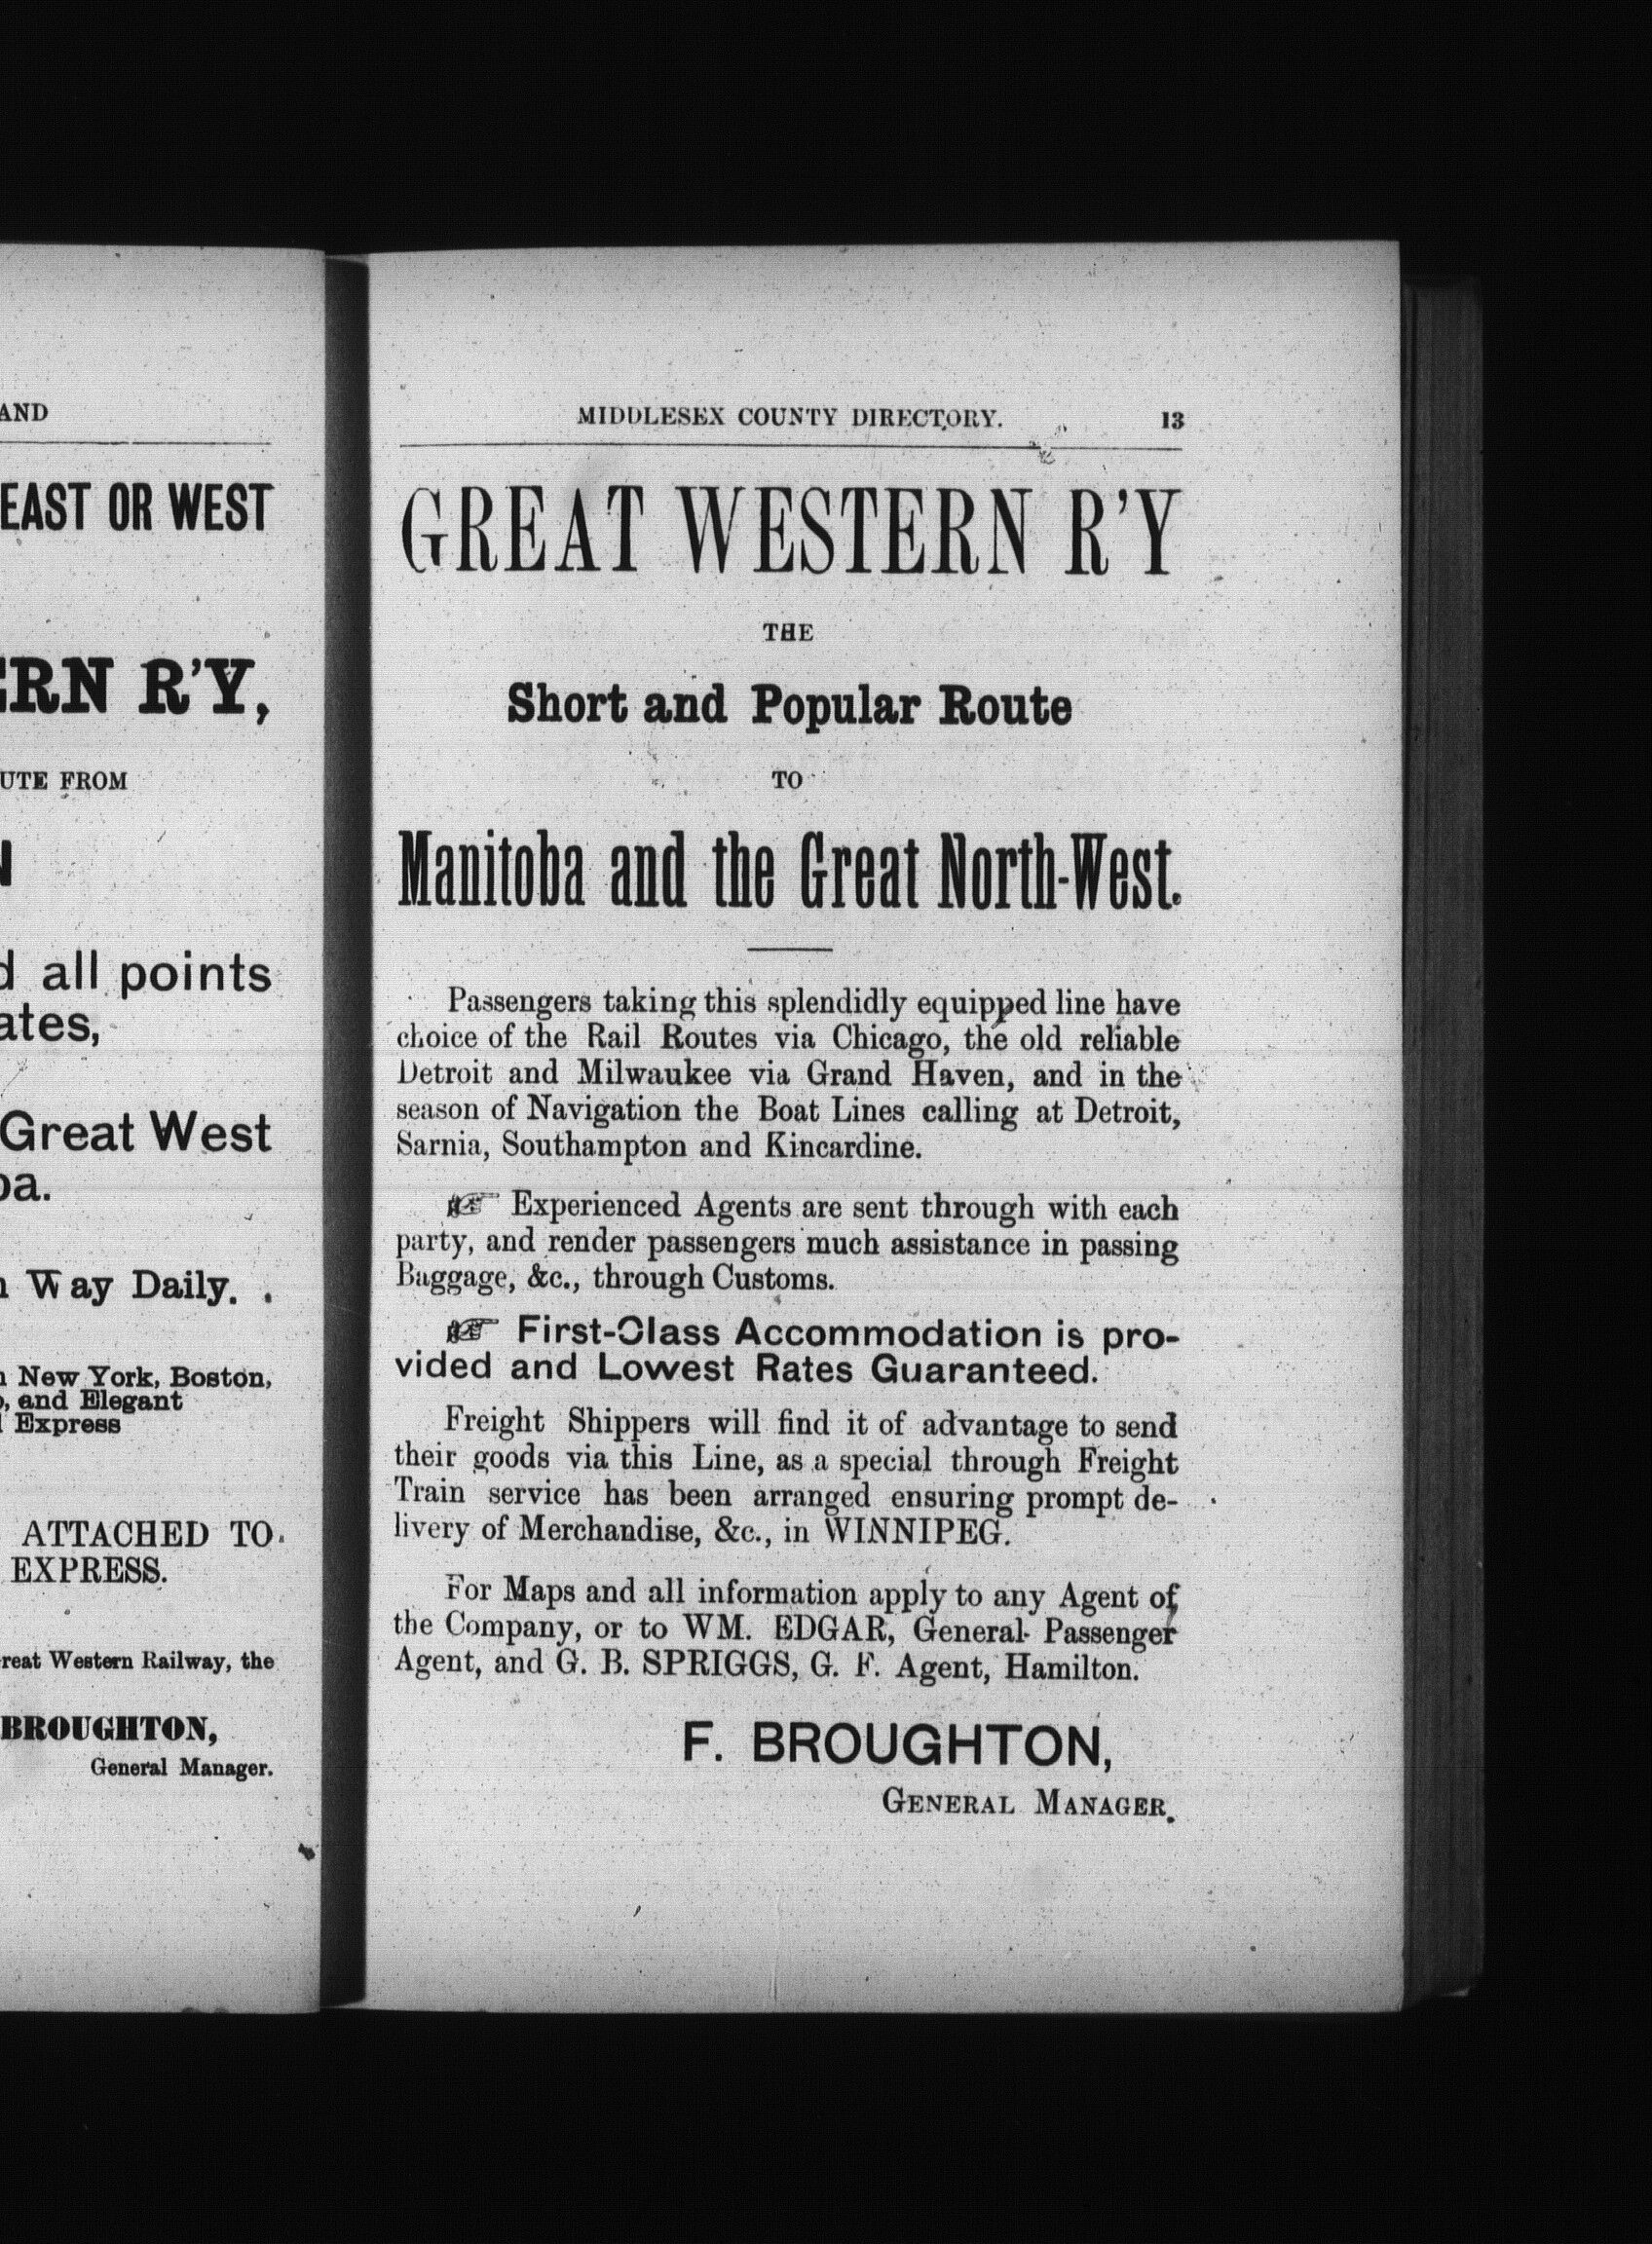 AND
EAST OR WEST
R'Y,
FROM
all points
Great West
Way Daily.
New York, Boston,
and Elegant
Express
ATTACHED TO
EXPRESS.
Western Railway, the
BROUGHTON,
General Manager.
MIDDLESEX COUNTY DIRECTORY. 13
GREAT WESTERN R'Y
THE
Short and Popular Route
TO
Manitoba and the Great North-West.
Passengers taking this splendidly equipped line have
choice of the Rail Routes via Chicago, the old reliable
Detroit and Milwaukee via Grand Haven, and in the
season of Navigation the Boat Lines calling at Detroit,
Sarnia, Southampton and Kincardine.
☞ Experienced Agents are sent through with each
party, and render passengers much assistance in passing
Baggage, &c., through Customs.
☞ First-Class Accommodation is pro-
vided and Lowest Rates Guaranteed.
Freight Shippers will find it of advantage to send
their goods via this Line, as a special through Freight
Train service has been arranged ensuring prompt de-
livery of Merchandise, &c., in WINNIPEG.
For Maps and all information apply to any Agent of
the Company, or to WM. EDGAR, General Passenger
Agent, and G. B. SPRIGGS, G. F. Agent, Hamilton.
F. BROUGHTON,
GENERAL MANAGER.